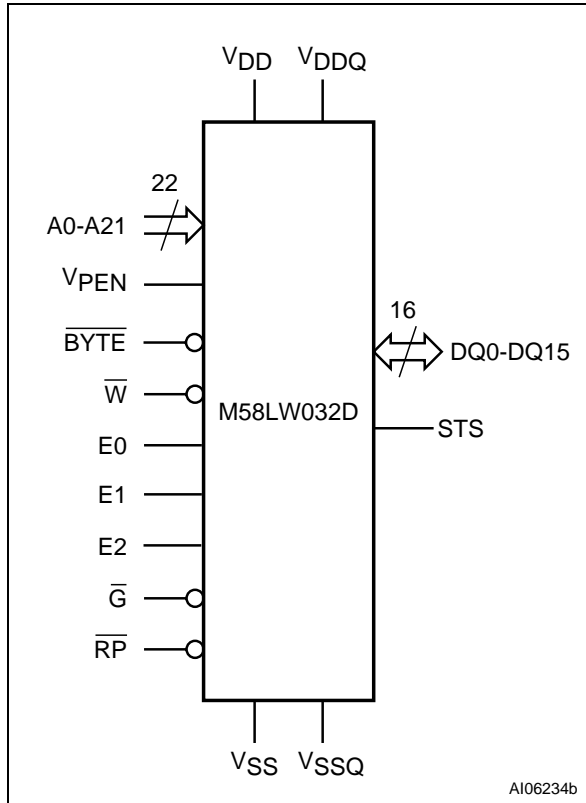 VDD VDDQ
22
A0-A21
VPEN
BYTE
16
DQ0-DQ15
W
M58LW032D
STS
E0
E1
E2
G
RP
VSS VSSQ
AI06234b